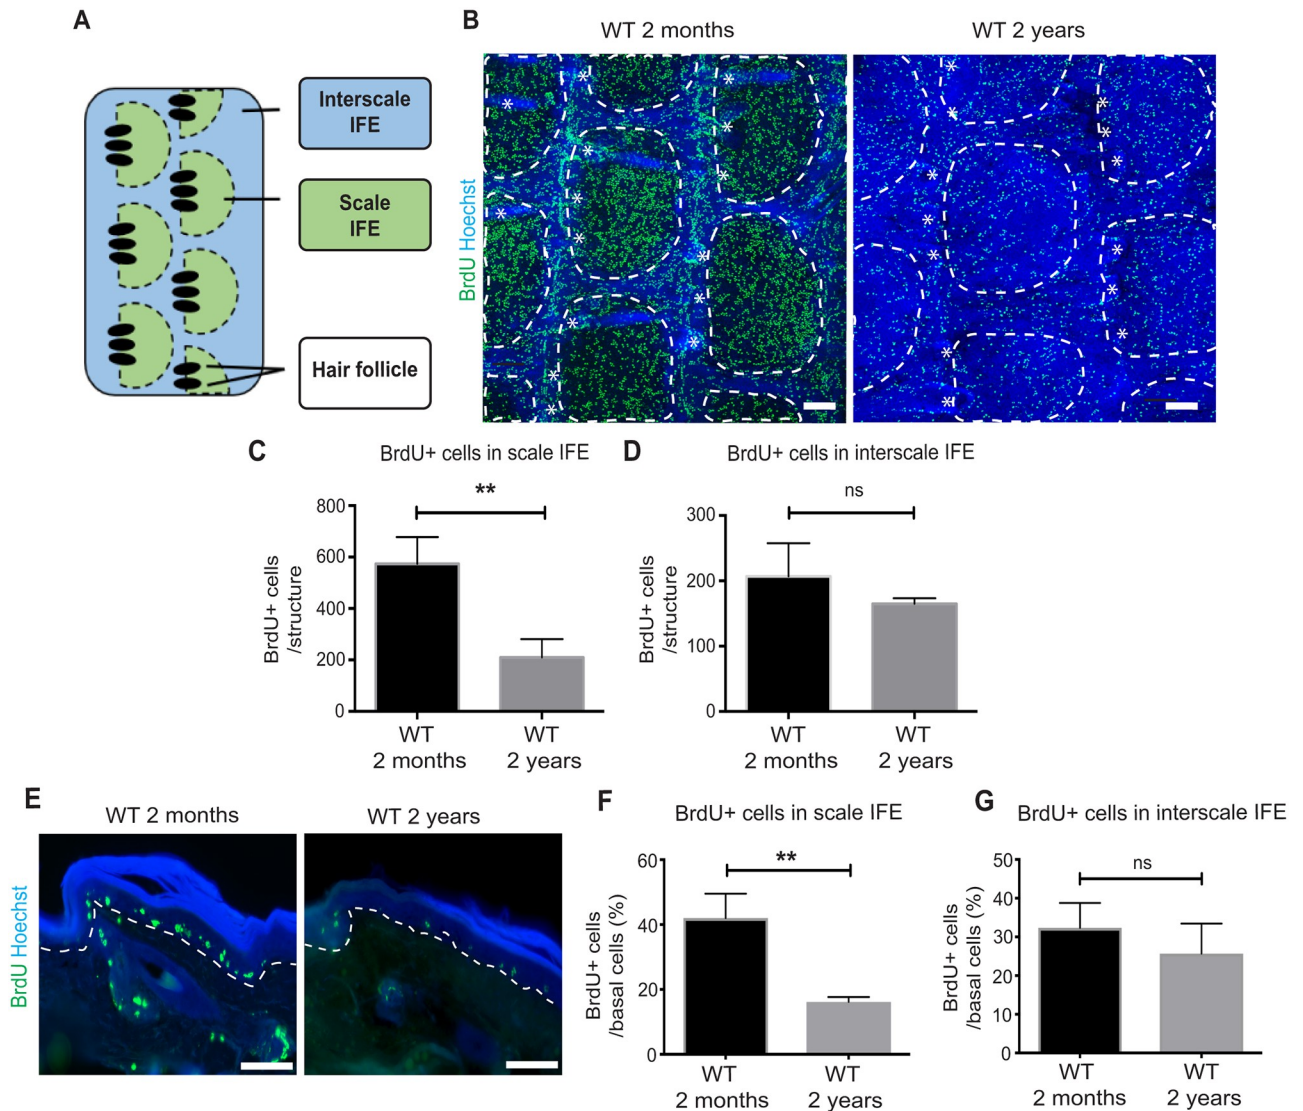 A
Interscale
IFE
Scale
IFE
Hair follicle
B
WT 2 months
WT 2 years
BrdU Hoechst
* * * * * * * * * * * * * * *
* * * * * * * * * * * *
C
BrdU+ cells in scale IFE
**
BrdU+ cells
/structure
800
600
400
200
0
WT
2 months
WT
2 years
D
BrdU+ cells in interscale IFE
ns
BrdU+ cells
/structure
300
200
100
0
WT
2 months
WT
2 years
E
WT 2 months
WT 2 years
BrdU Hoechst
F
BrdU+ cells in scale IFE
**
BrdU+ cells
/basal cells (%)
60
40
20
0
WT
2 months
WT
2 years
G
BrdU+ cells in interscale IFE
ns
BrdU+ cells
/basal cells (%)
50
40
30
20
10
0
WT
2 months
WT
2 years